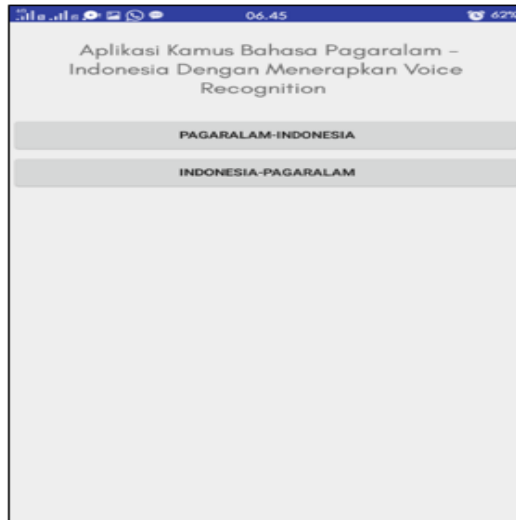 06.45
62%
Aplikasi Kamus Bahasa Pagaralam –
Indonesia Dengan Menerapkan Voice
Recognition
PAGARALAM-INDONESIA
INDONESIA-PAGARALAM